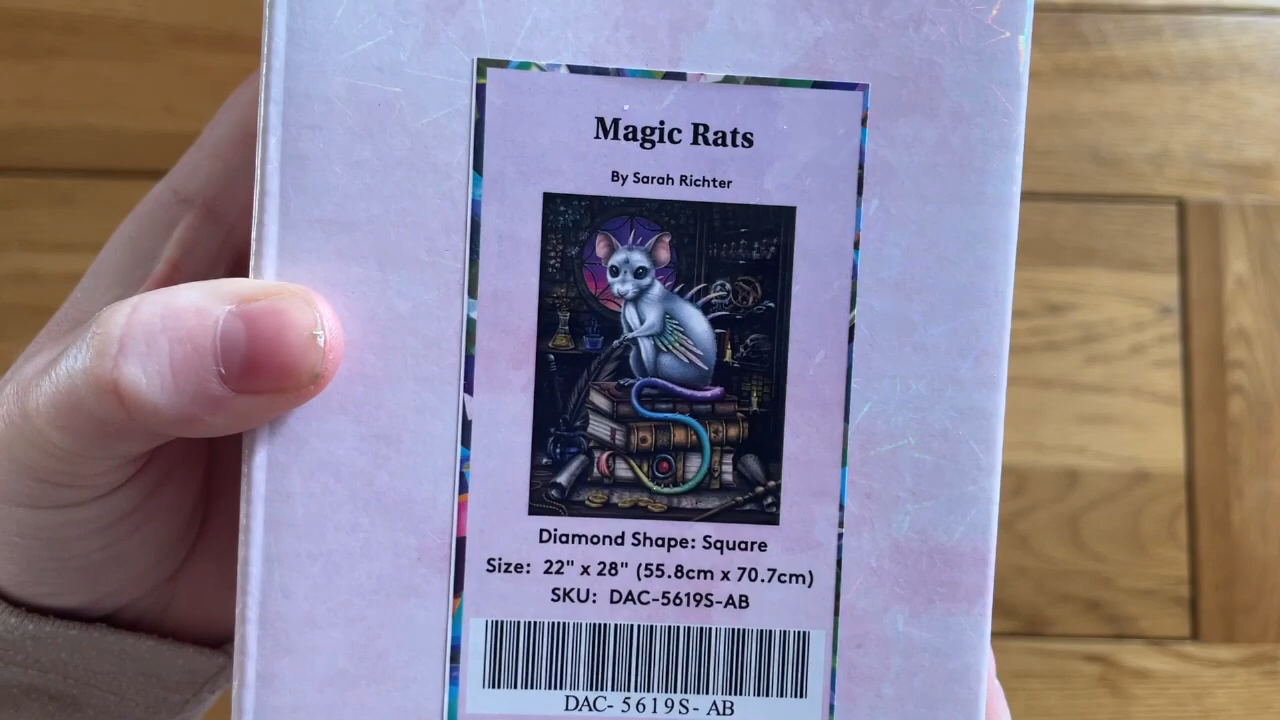 Magic Rats
By Sarah Richter
Diamond Shape: Square
Size: 22" x 28" (55.8cm x 70.7cm)
SKU: DAC-5619S-AB
DAC- 5619S- AB